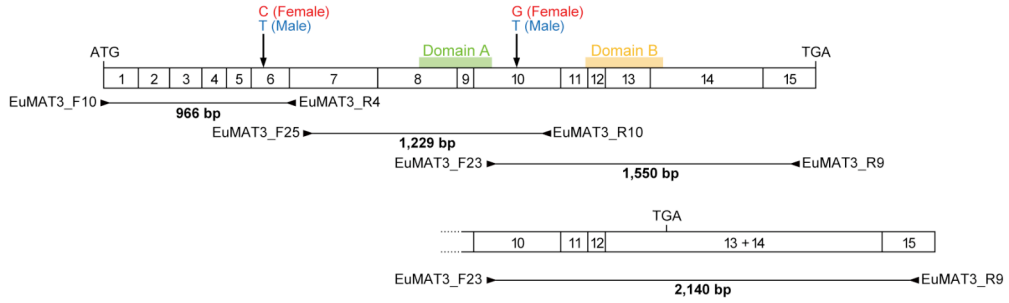 C (Female)
T (Male)
G (Female)
T (Male)
ATG
Domain A
Domain B
TGA
1 2 3 4 5 6 7 8 9 10 11 12 13 14 15
EuMAT3_F10 966 bp EuMAT3_R4
EuMAT3_F25 1,229 bp EuMAT3_R10
EuMAT3_F23 1,550 bp EuMAT3_R9
TGA
10 11 12 13 + 14 15
EuMAT3_F23 2,140 bp EuMAT3_R9